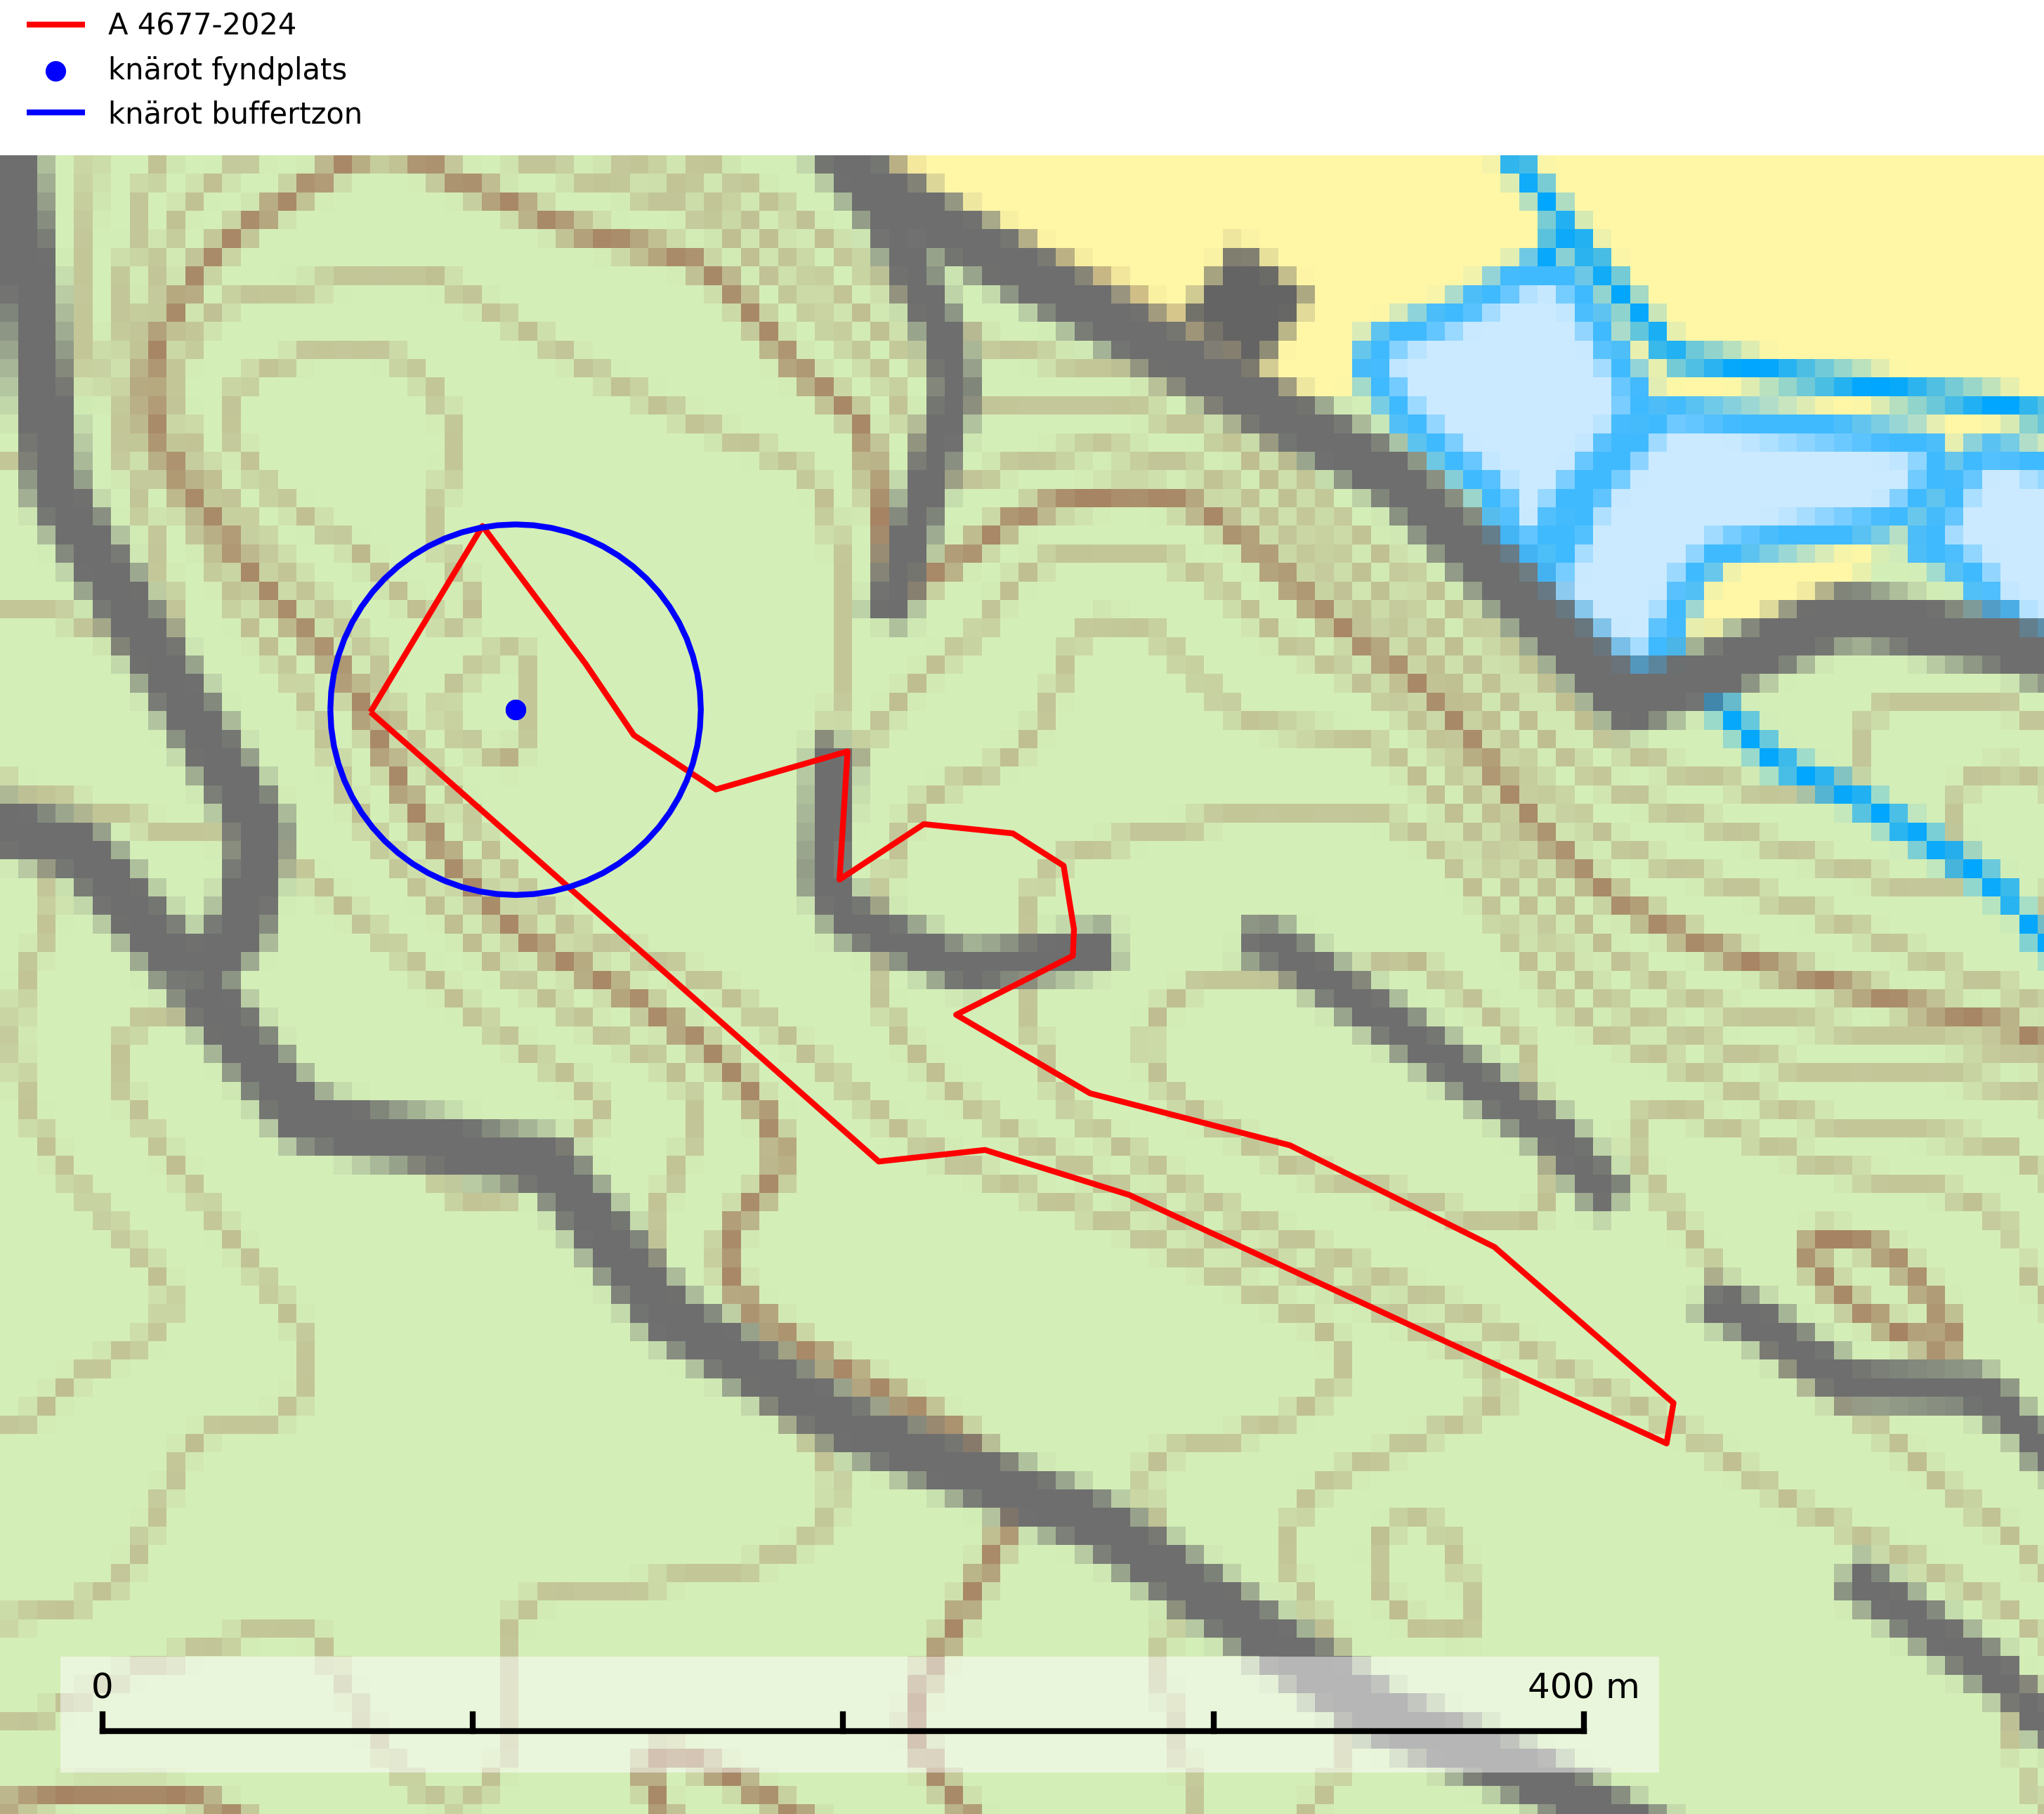 A 4677-2024
knärot fyndplats
knärot buffertzon
0
400 m